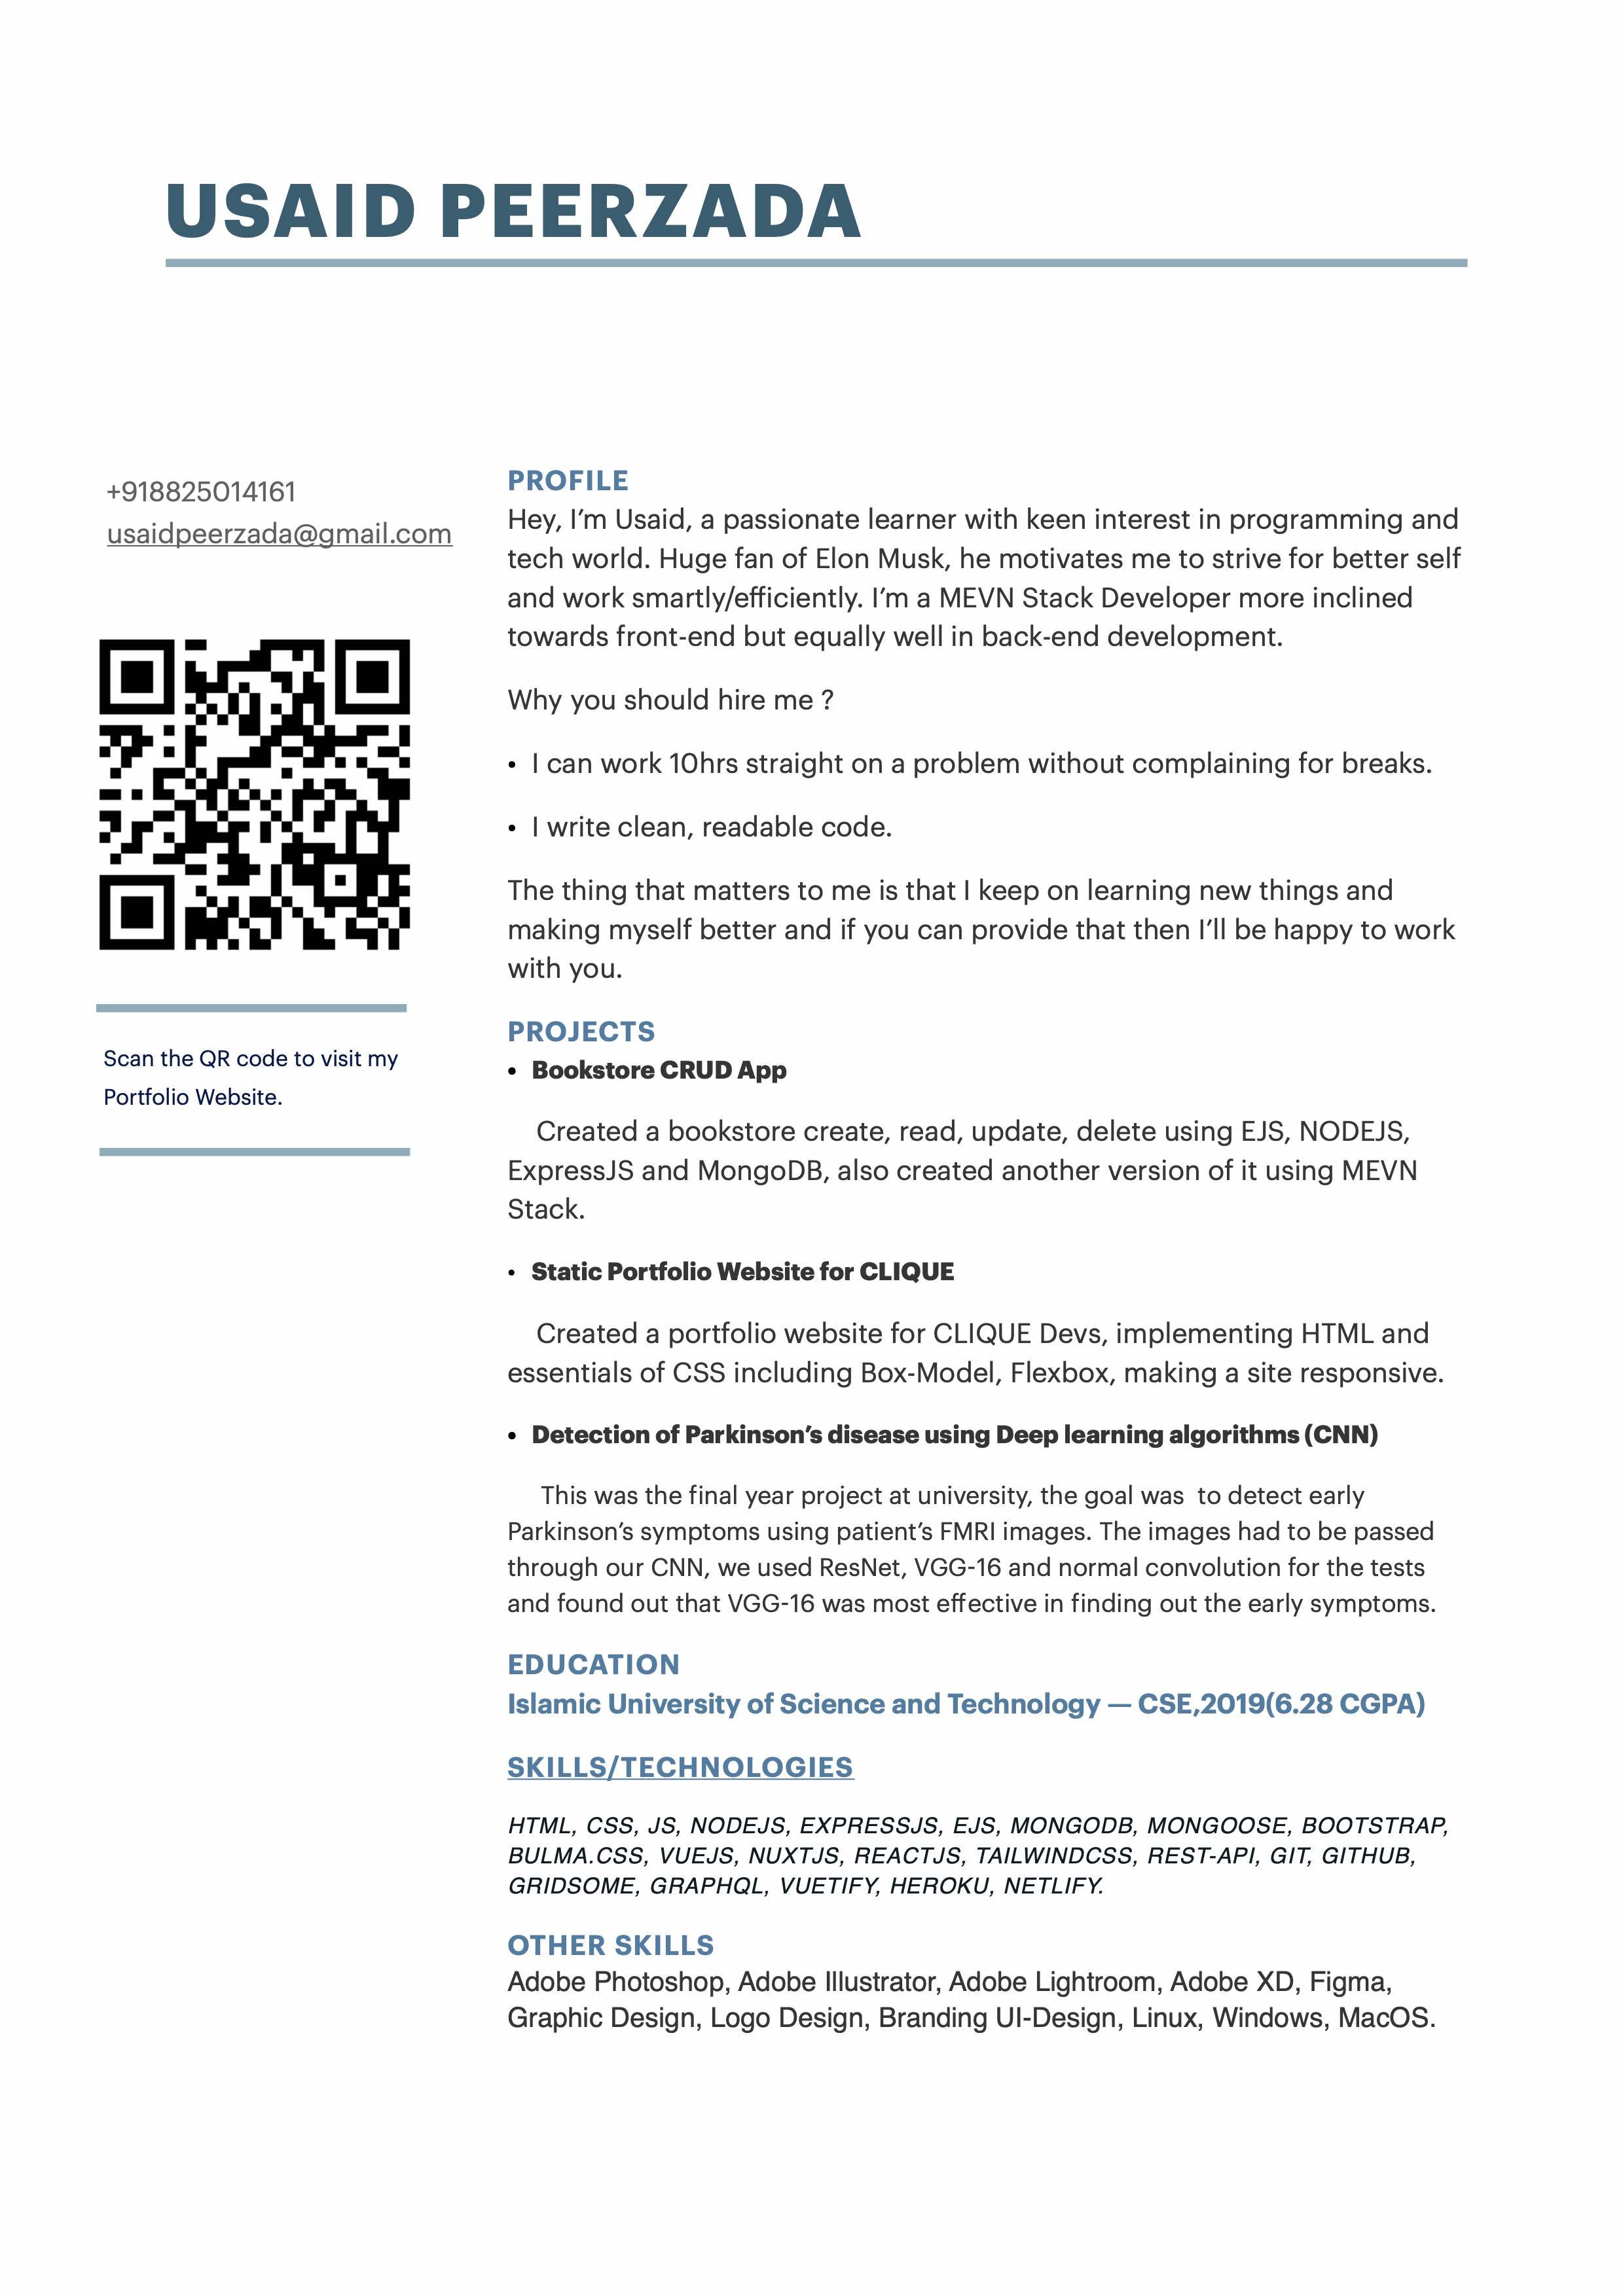 USAID PEERZADA
+918825014161
usaidpeerzada@gmail.com
Scan the QR code to visit my
Portfolio Website.
PROFILE
Hey, I’m Usaid, a passionate learner with keen interest in programming and
tech world. Huge fan of Elon Musk, he motivates me to strive for better self
and work smartly/efficiently. I’m a MEVN Stack Developer more inclined
towards front-end but equally well in back-end development.
Why you should hire me ?
• I can work 10hrs straight on a problem without complaining for breaks.
• I write clean, readable code.
The thing that matters to me is that I keep on learning new things and
making myself better and if you can provide that then I’ll be happy to work
with you.
PROJECTS
• Bookstore CRUD App
Created a bookstore create, read, update, delete using EJS, NODEJS,
ExpressJS and MongoDB, also created another version of it using MEVN
Stack.
• Static Portfolio Website for CLIQUE
Created a portfolio website for CLIQUE Devs, implementing HTML and
essentials of CSS including Box-Model, Flexbox, making a site responsive.
• Detection of Parkinson’s disease using Deep learning algorithms (CNN)
This was the final year project at university, the goal was  to detect early
Parkinson’s symptoms using patient’s FMRI images. The images had to be passed
through our CNN, we used ResNet, VGG-16 and normal convolution for the tests
and found out that VGG-16 was most effective in finding out the early symptoms.
EDUCATION
Islamic University of Science and Technology — CSE,2019(6.28 CGPA)
SKILLS/TECHNOLOGIES
HTML, CSS, JS, NODEJS, EXPRESSJS, EJS, MONGODB, MONGOOSE, BOOTSTRAP,
BULMA.CSS, VUEJS, NUXTJS, REACTJS, TAILWINDCSS, REST-API, GIT, GITHUB,
GRIDSOME, GRAPHQL, VUETIFY, HEROKU, NETLIFY.
OTHER SKILLS
Adobe Photoshop, Adobe Illustrator, Adobe Lightroom, Adobe XD, Figma,
Graphic Design, Logo Design, Branding UI-Design, Linux, Windows, MacOS.